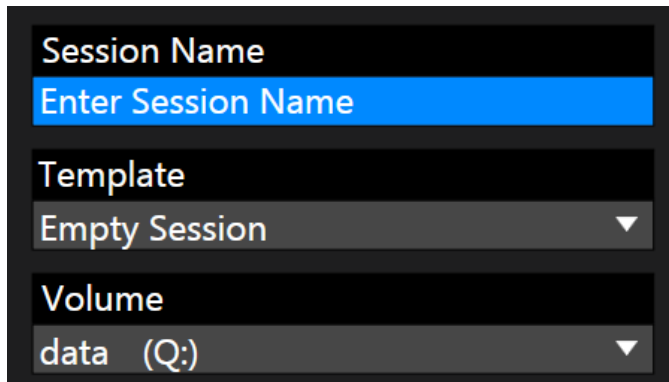 Session Name
Enter Session Name
Template
Empty Session
Volume
data (Q:)